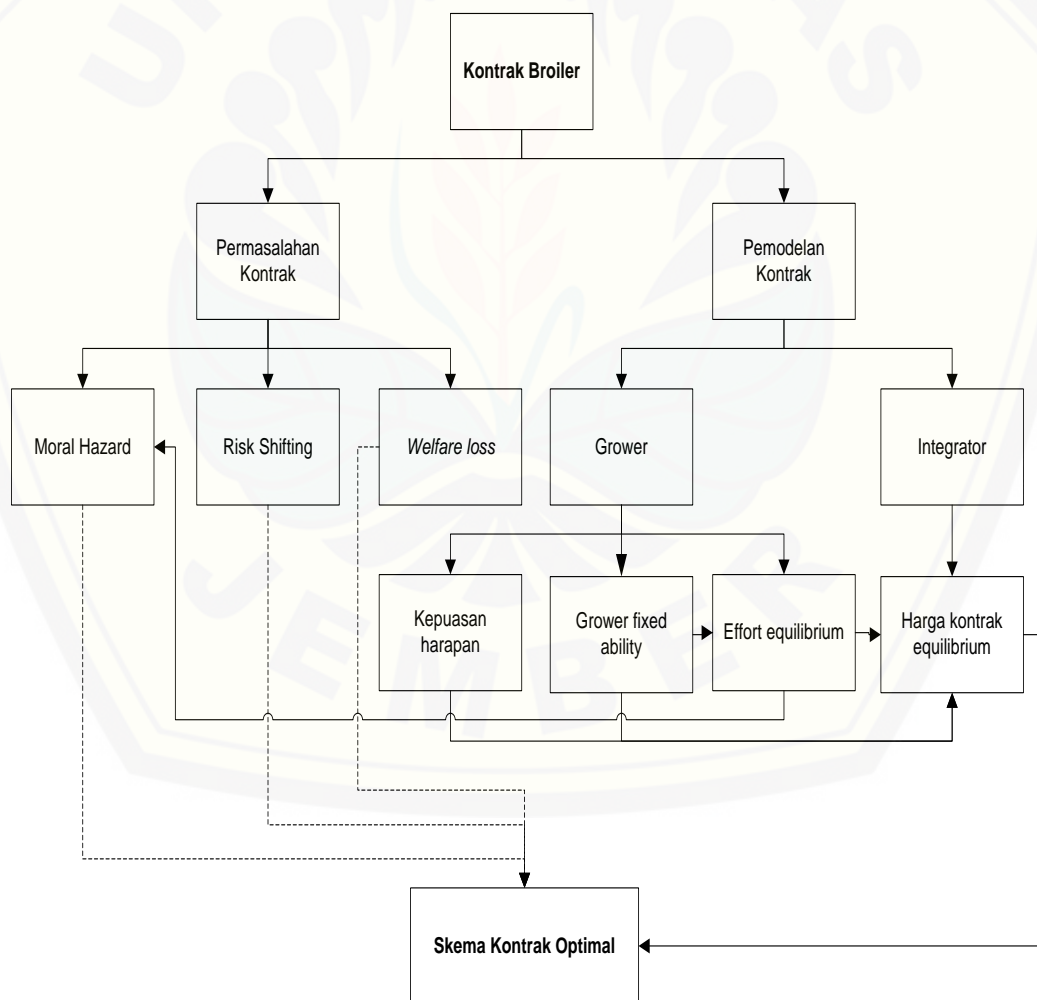 Kontrak Broiler
Permasalahan
Kontrak
Pemodelan
Kontrak
Moral Hazard
Risk Shifting
Welfare loss
Grower
Integrator
Kepuasan
harapan
Grower fixed
ability
Effort equilibrium
Harga kontrak
equilibrium
JEMBER
Skema Kontrak Optimal